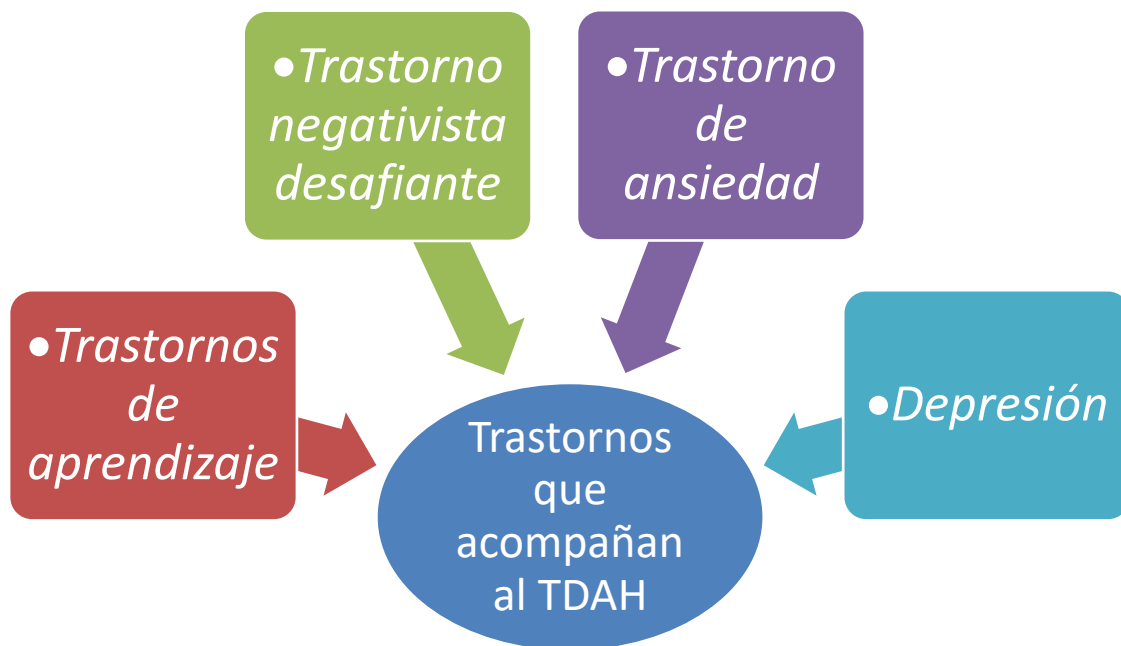 •Trastorno
negativista
desafiante
•Trastorno
de
ansiedad
•Trastornos
de
aprendizaje
•Depresión
Trastornos
que
acompañan
al TDAH